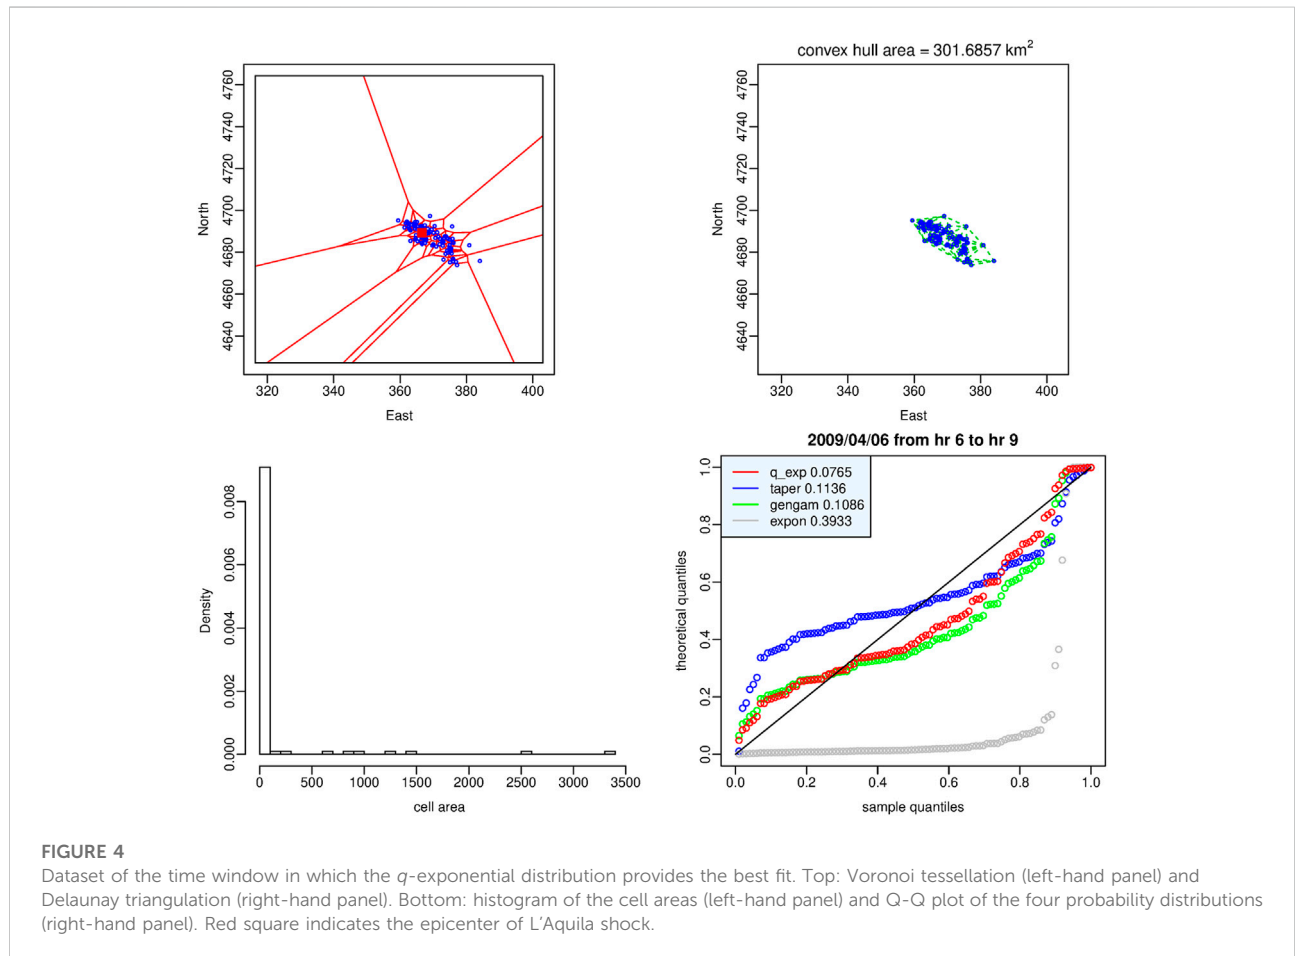 convex hull area = 301.6857 km²
North
4640 4660 4680 4700 4720 4740 4760
320 340 360 380 400
East
North
4640 4660 4680 4700 4720 4740 4760
320 340 360 380 400
East
Density
0.000 0.002 0.004 0.006 0.008
0 500 1000 1500 2000 2500 3000 3500
cell area
2009/04/06 from hr 6 to hr 9
q_exp 0.0765
taper 0.1136
gengam 0.1086
expon 0.3933
theoretical quantiles
0.0 0.2 0.4 0.6 0.8 1.0
0.0 0.2 0.4 0.6 0.8 1.0
sample quantiles
FIGURE 4
Dataset of the time window in which the q-exponential distribution provides the best fit. Top: Voronoi tessellation (left-hand panel) and
Delaunay triangulation (right-hand panel). Bottom: histogram of the cell areas (left-hand panel) and Q-Q plot of the four probability distributions
(right-hand panel). Red square indicates the epicenter of L'Aquila shock.